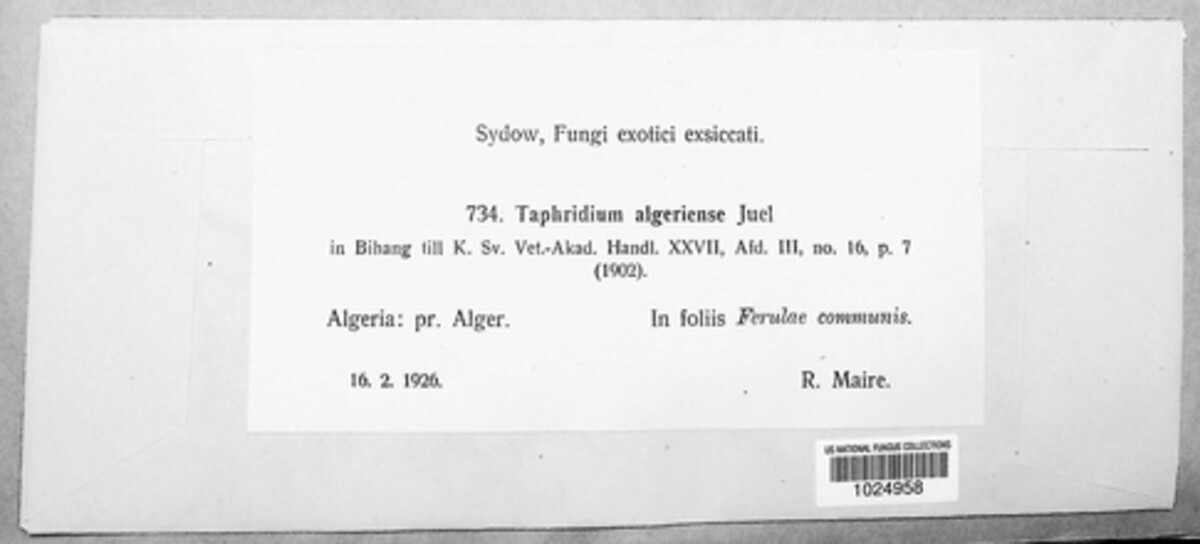 Sydow, Fungi exotici exsiccati.
734. Taphridium algeriense Juel
in Bihang till K. Sv. Vet.-Akad. Handl. XXVII, Afd. III, no. 16, p. 7
(1902).
Algeria: pr. Alger. In foliis Ferulae communis.
16. 2. 1926. R. Maire.
US NATIONAL FUNGUS COLLECTIONS
1024958